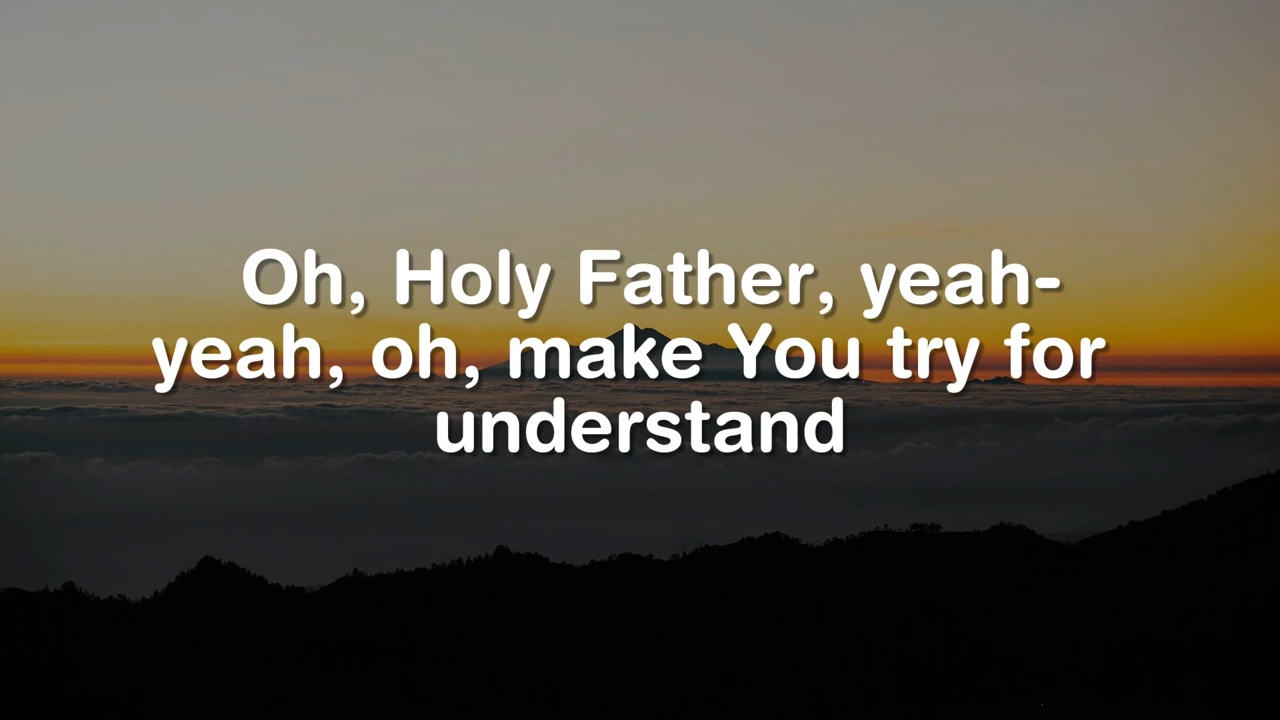 Oh, Holy Father, yeah-
yeah, oh, make You try for
understand